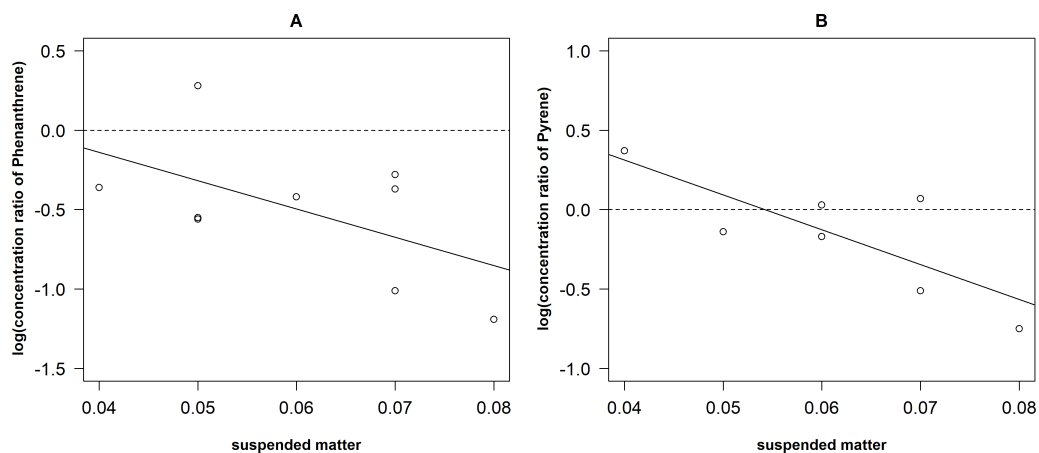 A
log(concentration ratio of Phenanthrene)
0.5
0.0
-0.5
-1.0
-1.5
0.04 0.05 0.06 0.07 0.08
suspended matter
B
log(concentration ratio of Pyrene)
1.0
0.5
0.0
-0.5
-1.0
0.04 0.05 0.06 0.07 0.08
suspended matter